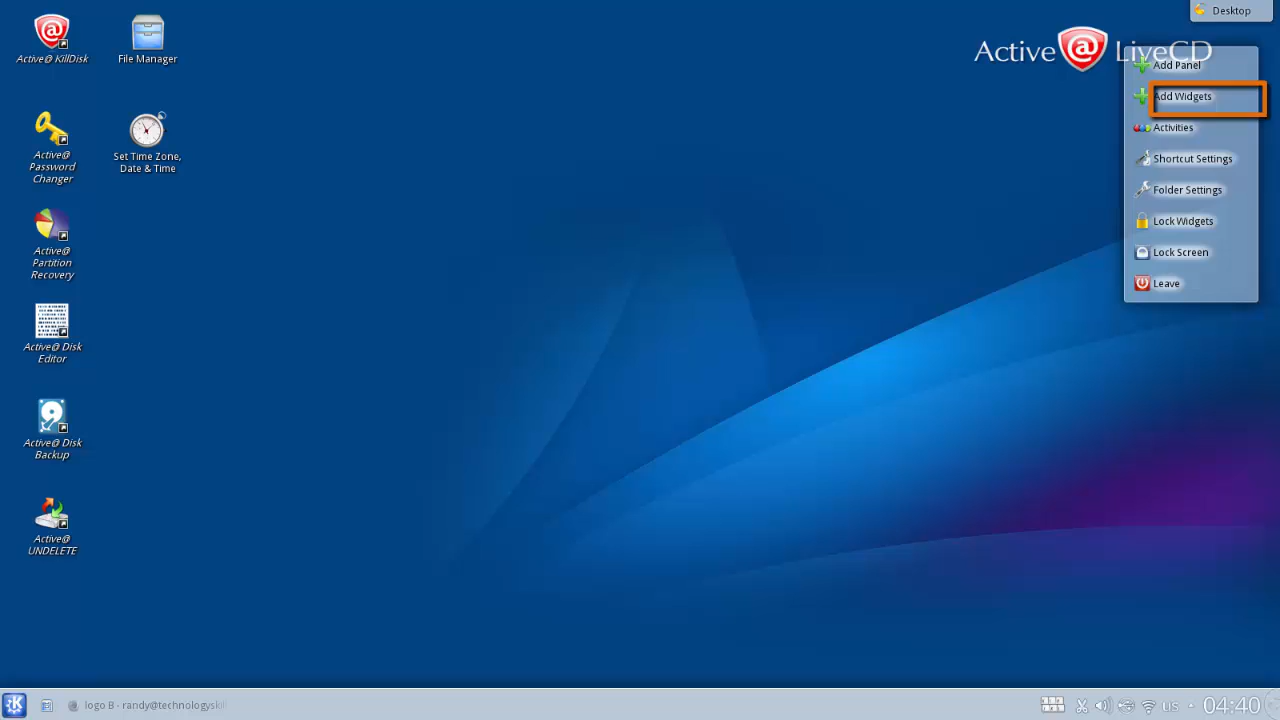 Desktop
Active@ LiveCD
Active@ KillDisk
File Manager
Add Panel
Add Widgets
Activities
Shortcut Settings
Folder Settings
Lock Widgets
Lock Screen
Leave
Active@
Password
Changer
Set Time Zone,
Date & Time
Active@
Partition
Recovery
Active@ Disk
Editor
Active@ Disk
Backup
Active@
UNDELETE
logo B - randy@technologyskil
US
04:40